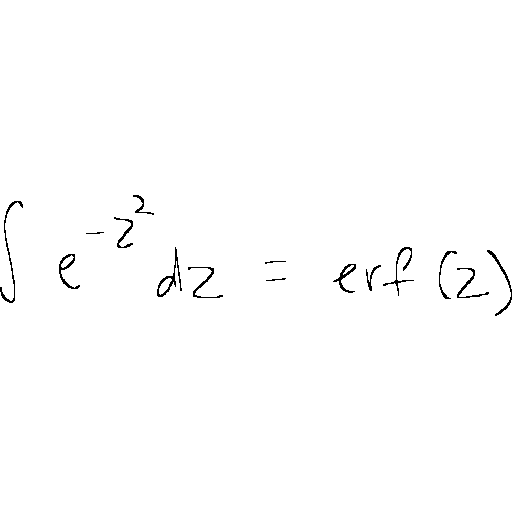 ∫ e^{-z^2} dz = erf(z)